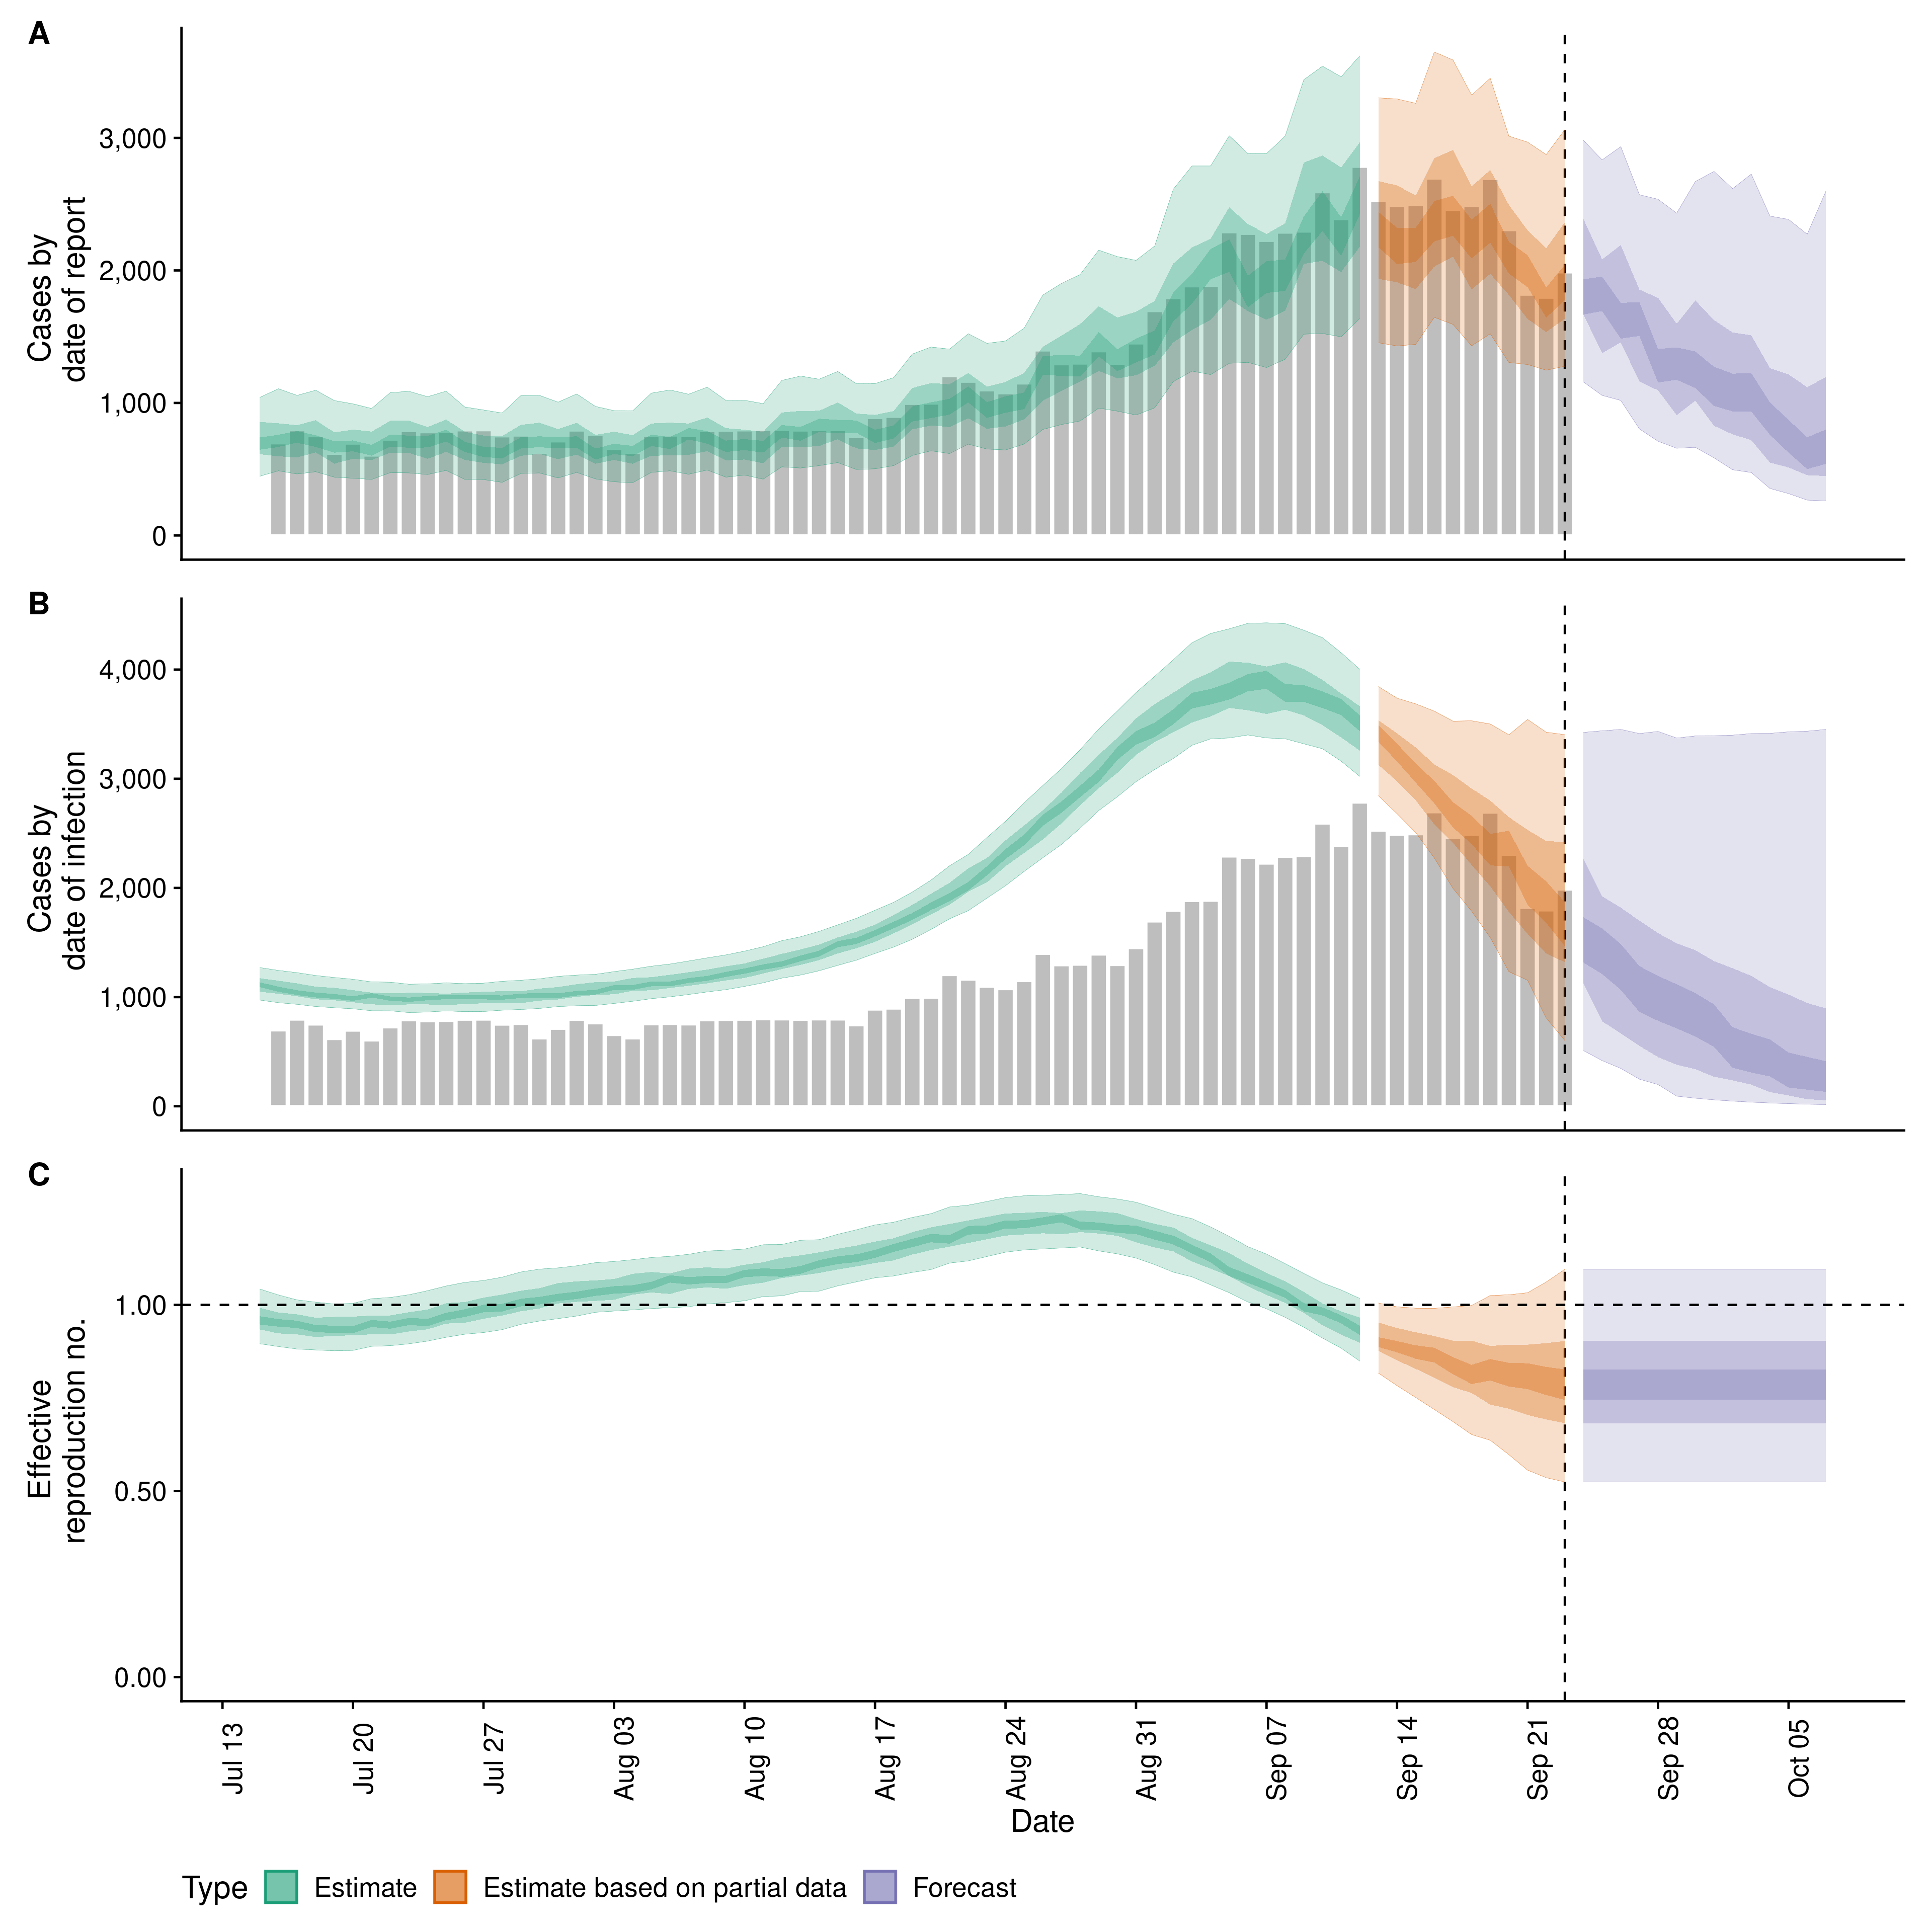 A
Cases by
date of report
3,000
2,000
1,000
0
B
Cases by
date of infection
4,000
3,000
2,000
1,000
0
C
Effective
reproduction no.
1.00
0.50
0.00
Jul 13
Jul 20
Jul 27
Aug 03
Aug 10
Aug 17
Aug 24
Aug 31
Sep 07
Sep 14
Sep 21
Sep 28
Oct 05
Date
Type Estimate Estimate based on partial data Forecast